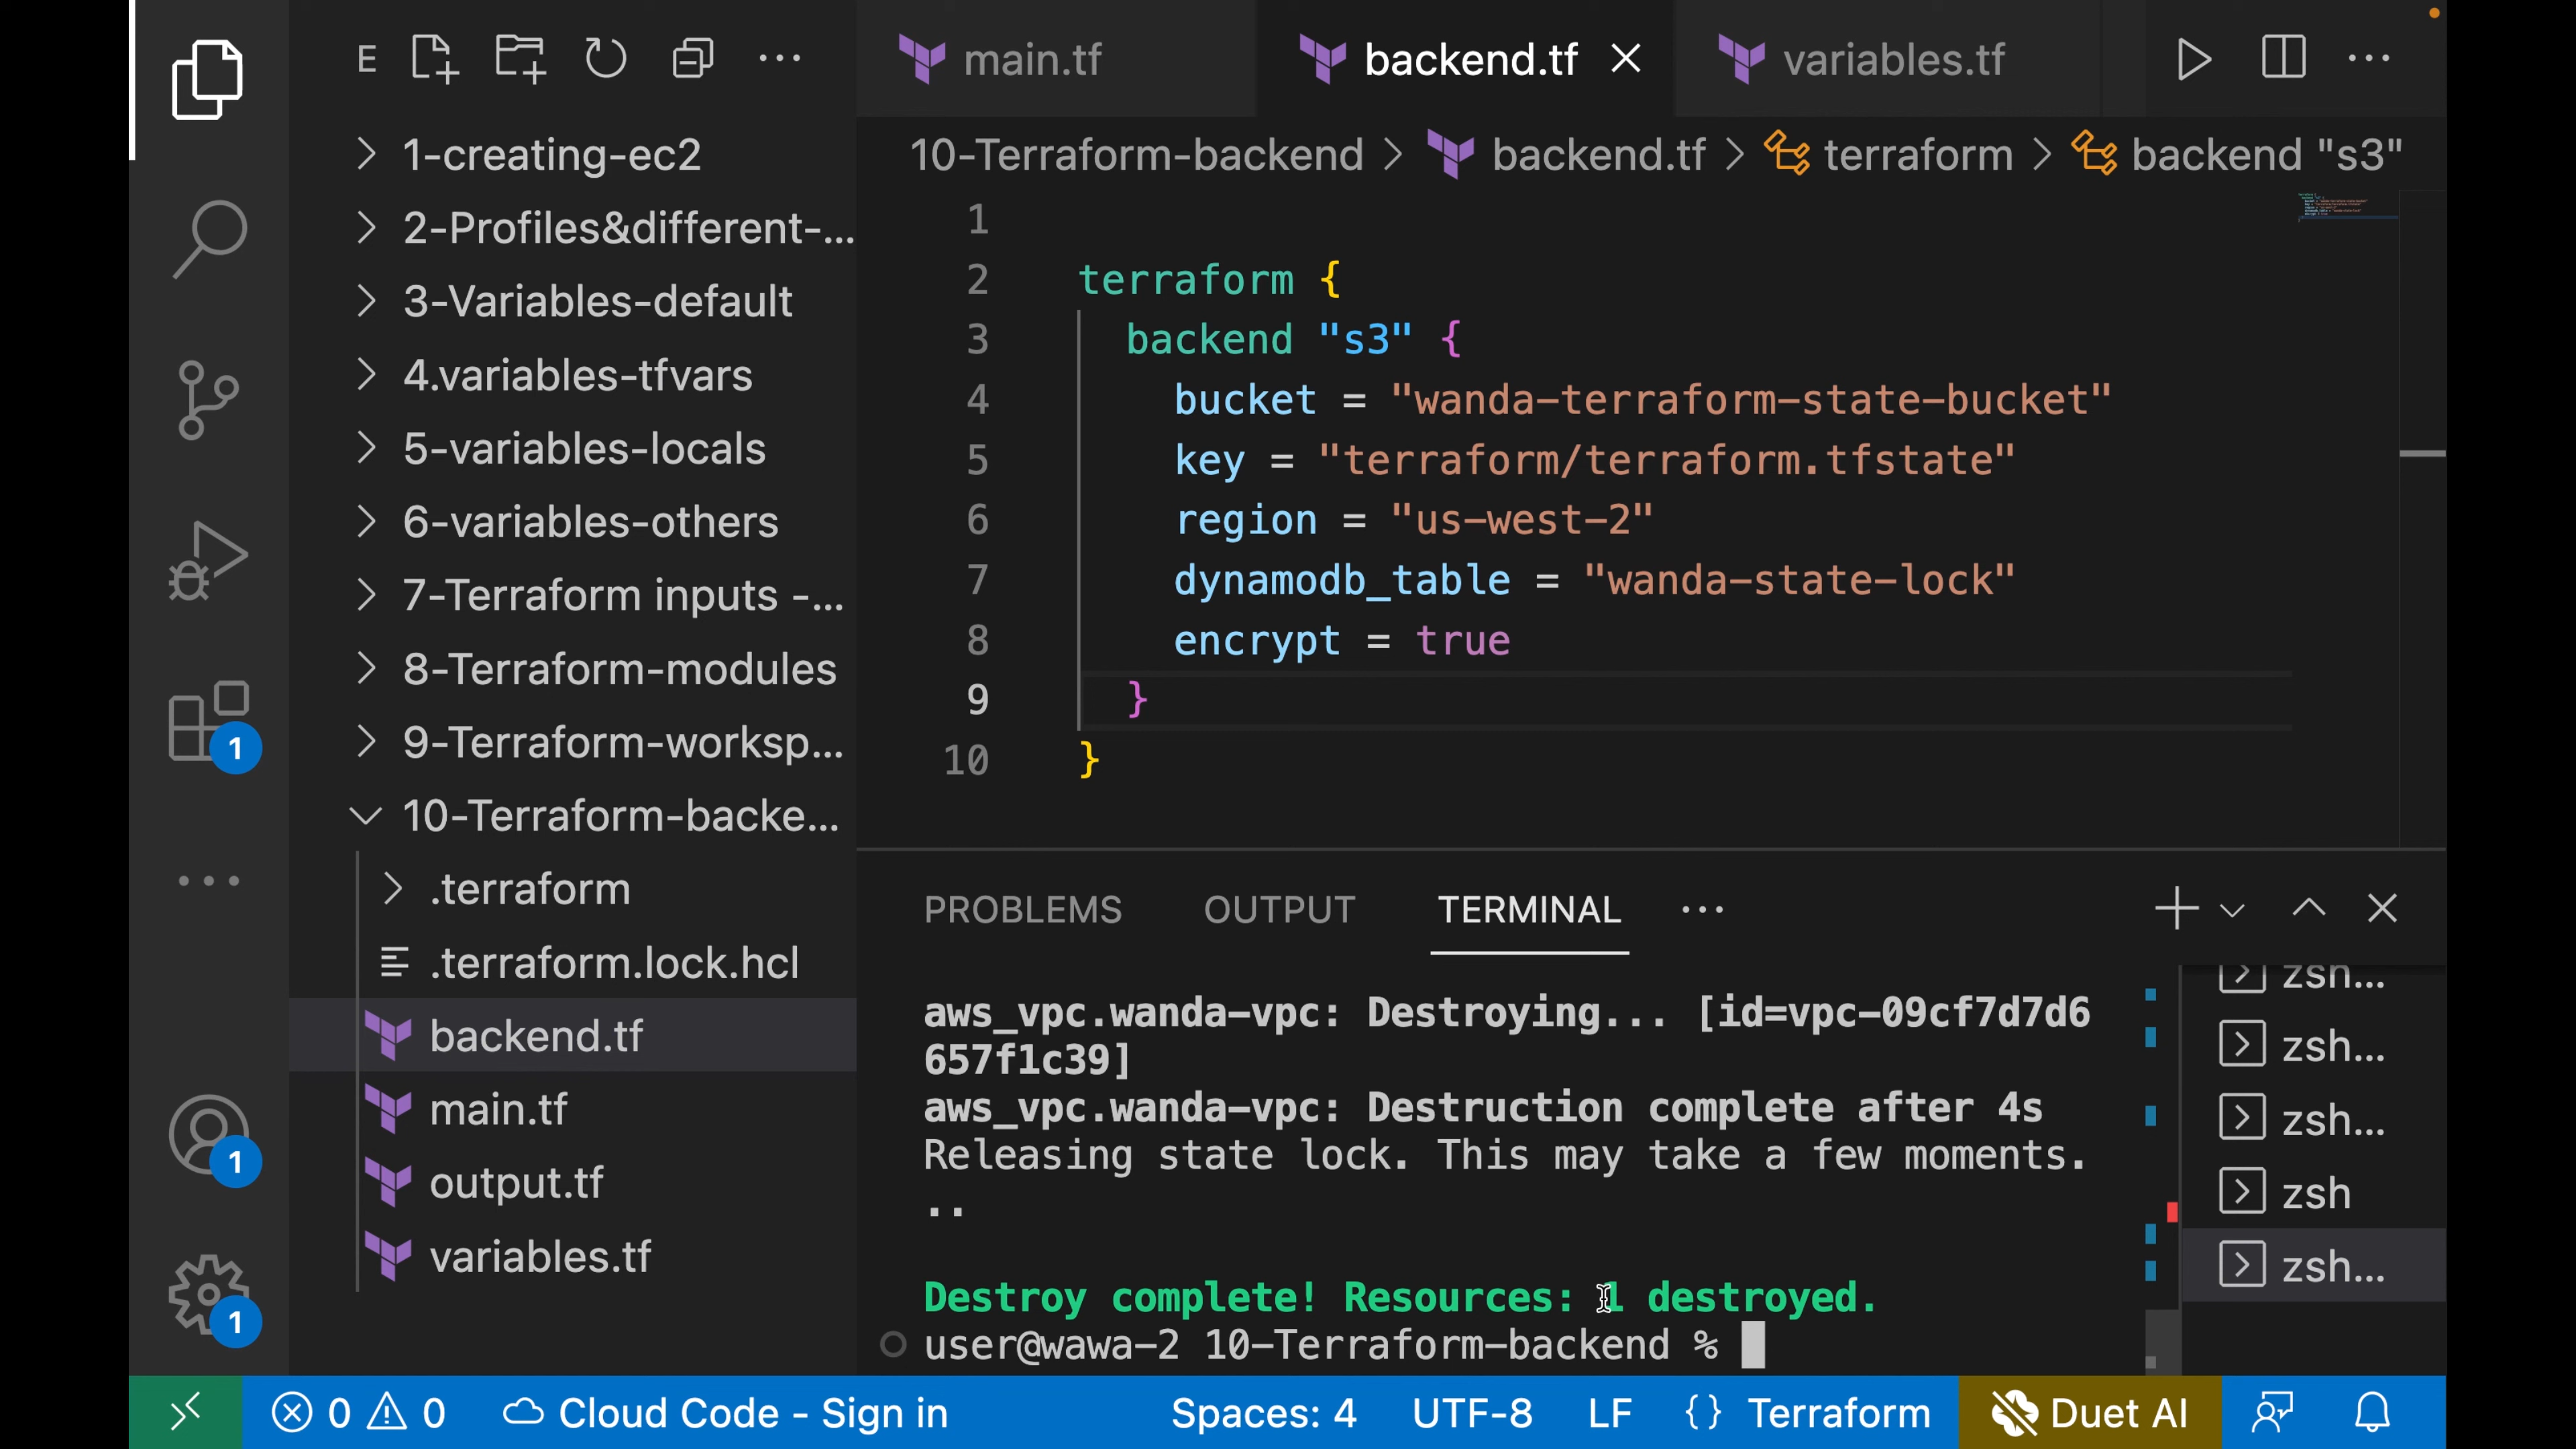 E
main.tf
backend.tf
variables.tf
10-Terraform-backend > backend.tf > terraform > backend "s3"
1-creating-ec2
2-Profiles&different-...
3-Variables-default
4.variables-tfvars
5-variables-locals
6-variables-others
7-Terraform inputs -...
8-Terraform-modules
9-Terraform-worksp...
10-Terraform-backe...
.terraform
.terraform.lock.hcl
backend.tf
main.tf
output.tf
variables.tf
1
1
1
1
2 terraform {
3 backend "s3" {
4 bucket = "wanda-terraform-state-bucket"
5 key = "terraform/terraform.tfstate"
6 region = "us-west-2"
7 dynamodb_table = "wanda-state-lock"
8 encrypt = true
9 }
10 }
PROBLEMS OUTPUT TERMINAL ...
aws_vpc.wanda-vpc: Destroying... [id=vpc-09cf7d7d6
657f1c39]
aws_vpc.wanda-vpc: Destruction complete after 4s
Releasing state lock. This may take a few moments.
..
Destroy complete! Resources: 1 destroyed.
user@wawa-2 10-Terraform-backend %
zsh...
zsh...
zsh...
zsh
zsh...
0 0 Cloud Code - Sign in Spaces: 4 UTF-8 LF {} Terraform Duet AI